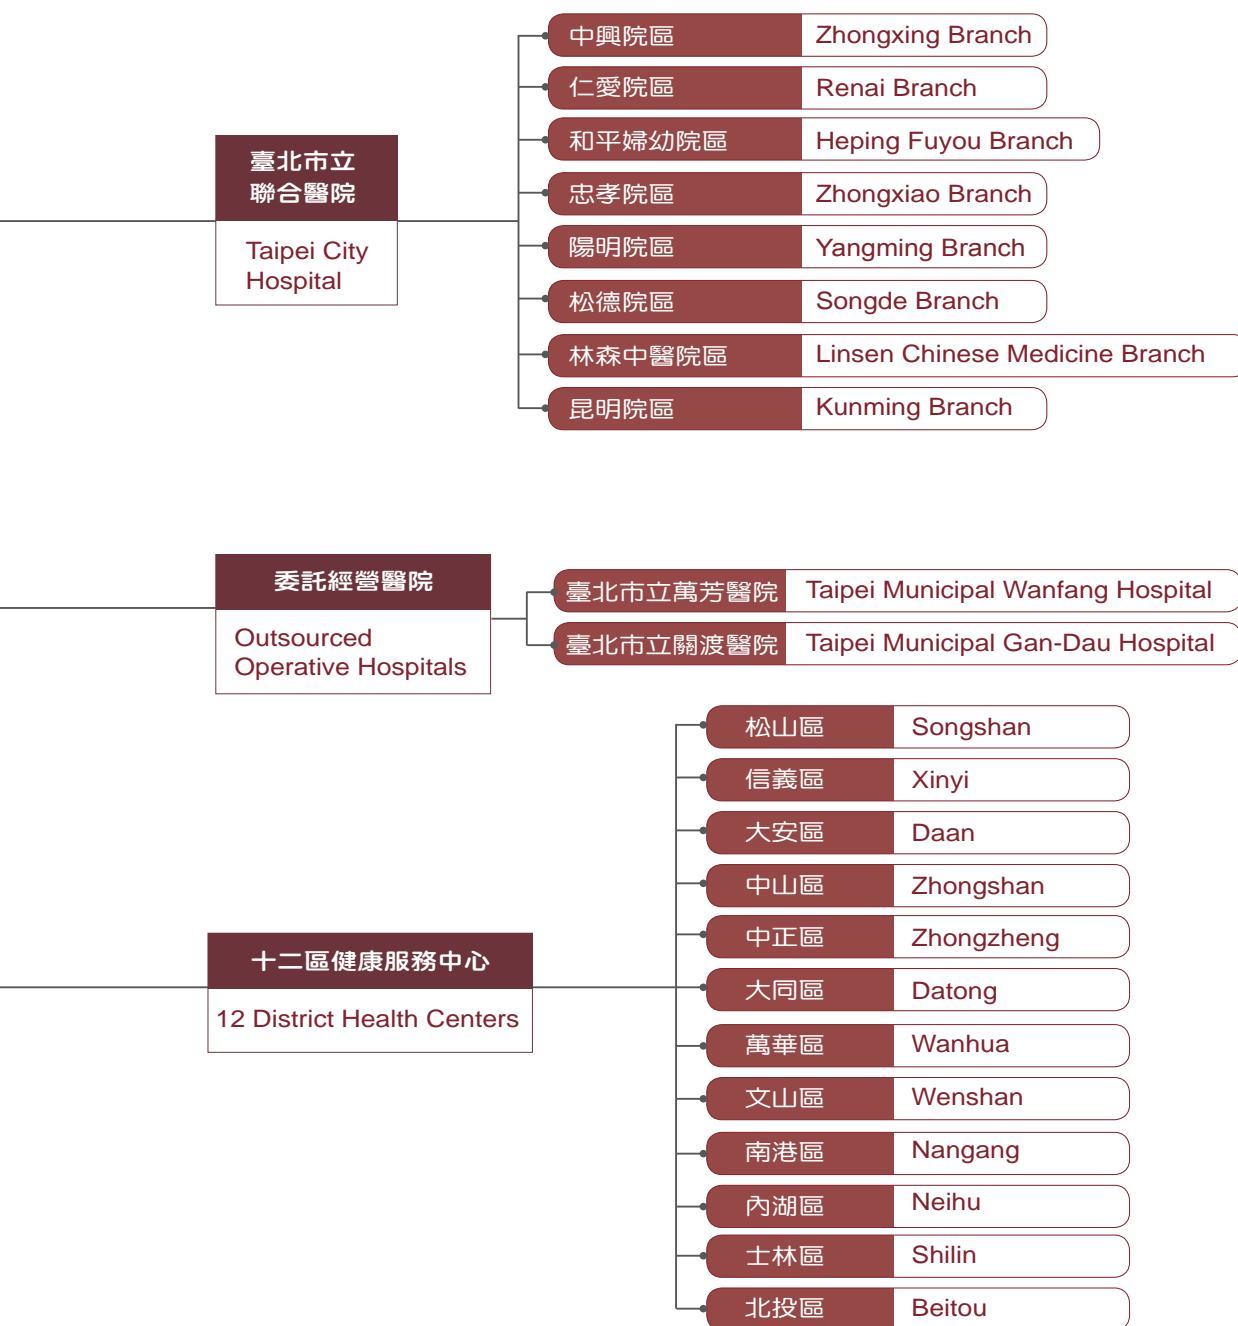 臺北市立
聯合醫院
Taipei City
Hospital
中興院區 Zhongxing Branch
仁愛院區 Renai Branch
和平婦幼院區 Heping Fuyou Branch
忠孝院區 Zhongxiao Branch
陽明院區 Yangming Branch
松德院區 Songde Branch
林森中醫院區 Linsen Chinese Medicine Branch
昆明院區 Kunming Branch
委託經營醫院
Outsourced
Operative Hospitals
臺北市立萬芳醫院 Taipei Municipal Wanfang Hospital
臺北市立關渡醫院 Taipei Municipal Gan-Dau Hospital
十二區健康服務中心
12 District Health Centers
松山區 Songshan
信義區 Xinyi
大安區 Daan
中山區 Zhongshan
中正區 Zhongzheng
大同區 Datong
萬華區 Wanhua
文山區 Wenshan
南港區 Nangang
內湖區 Neihu
士林區 Shilin
北投區 Beitou